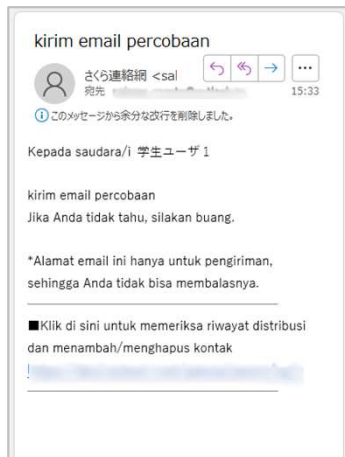 kirim email percobaan
さくら連絡網 <sal
宛先
15:33
このメッセージから余分な改行を削除しました。
Kepada saudara/i 学生ユーザ1
kirim email percobaan
Jika Anda tidak tahu, silakan buang.
*Alamat email ini hanya untuk pengiriman,
sehingga Anda tidak bisa membalasnya.
■Klik di sini untuk memeriksa riwayat distribusi
dan menambah/menghapus kontak